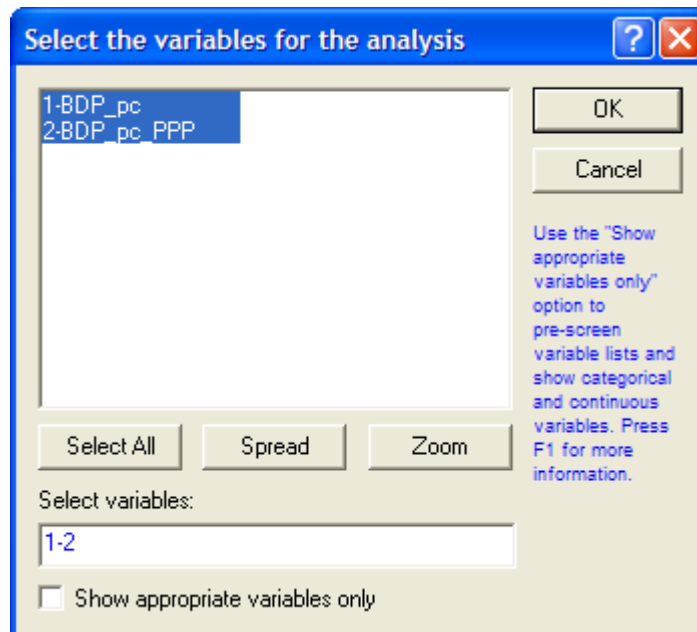 Select the variables for the analysis
1-BDP_pc
2-BDP_pc_PPP
OK
Cancel
Use the "Show
appropriate
variables only"
option to
pre-screen
variable lists and
show categorical
and continuous
variables. Press
F1 for more
information.
Select All
Spread
Zoom
Select variables:
1-2
Show appropriate variables only